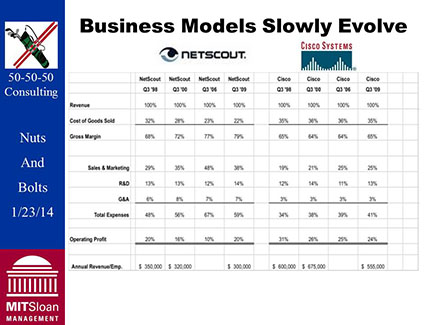 Business Models Slowly Evolve
NETSCOUT.
CISCO SYSTEMS
50-50-50
Consulting
Nuts
And
Bolts
1/23/14
MITSloan
MANAGEMENT
NetScout NetScout NetScout NetScout Cisco Cisco Cisco Cisco
Q3 '98 Q3 '00 Q3 '06 Q3 '09 Q3 '98 Q3 '00 Q3 '06 Q3 '09
Revenue 100% 100% 100% 100% 100% 100% 100% 100%
Cost of Goods Sold 32% 28% 23% 22% 35% 36% 36% 35%
Gross Margin 68% 72% 77% 79% 65% 64% 64% 65%
Sales & Marketing 29% 35% 48% 38% 19% 21% 25% 25%
R&D 13% 13% 12% 14% 12% 14% 11% 13%
G&A 6% 8% 7% 7% 3% 3% 3% 3%
Total Expenses 48% 56% 67% 59% 34% 38% 39% 41%
Operating Profit 20% 16% 10% 20% 31% 26% 25% 24%
Annual Revenue/Emp. $ 350,000 $ 320,000 $ 300,000 $ 600,000 $ 675,000 $ 555,000